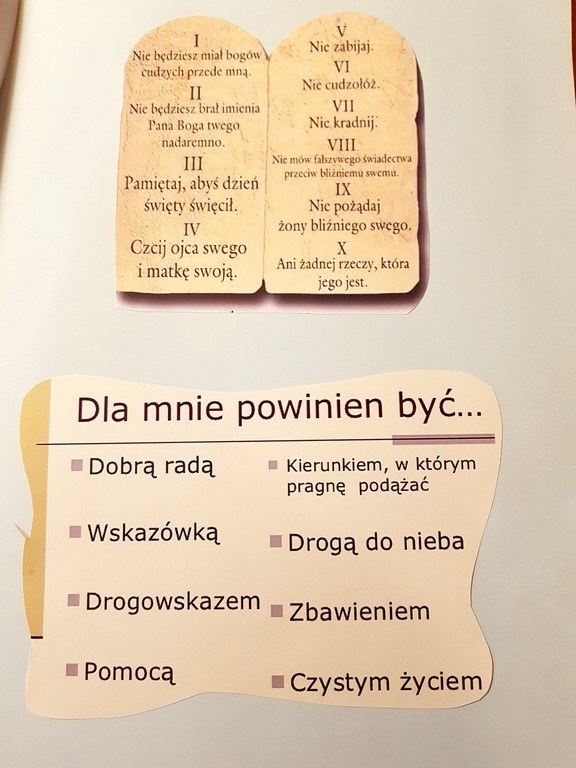 I
Nie będziesz miał bogów
cudzych przede mną.
II
Nie będziesz brał imienia
Pana Boga twego
nadaremno.
III
Pamiętaj, abyś dzień
święty święcił.
IV
Czcij ojca swego
i matkę swoją.
V
Nie zabijaj.
VI
Nie cudzołóż.
VII
Nie kradnij.
VIII
Nie mów fałszywego świadectwa
przeciw bliźniemu swemu.
IX
Nie pożądaj
żony bliźniego swego.
X
Ani żadnej rzeczy, która
jego jest.
Dla mnie powinien być...
Dobrą radą
Wskazówką
Drogowskazem
Pomocą
Kierunkiem, w którym
pragnę podążać
Drogą do nieba
Zbawieniem
Czystym życiem